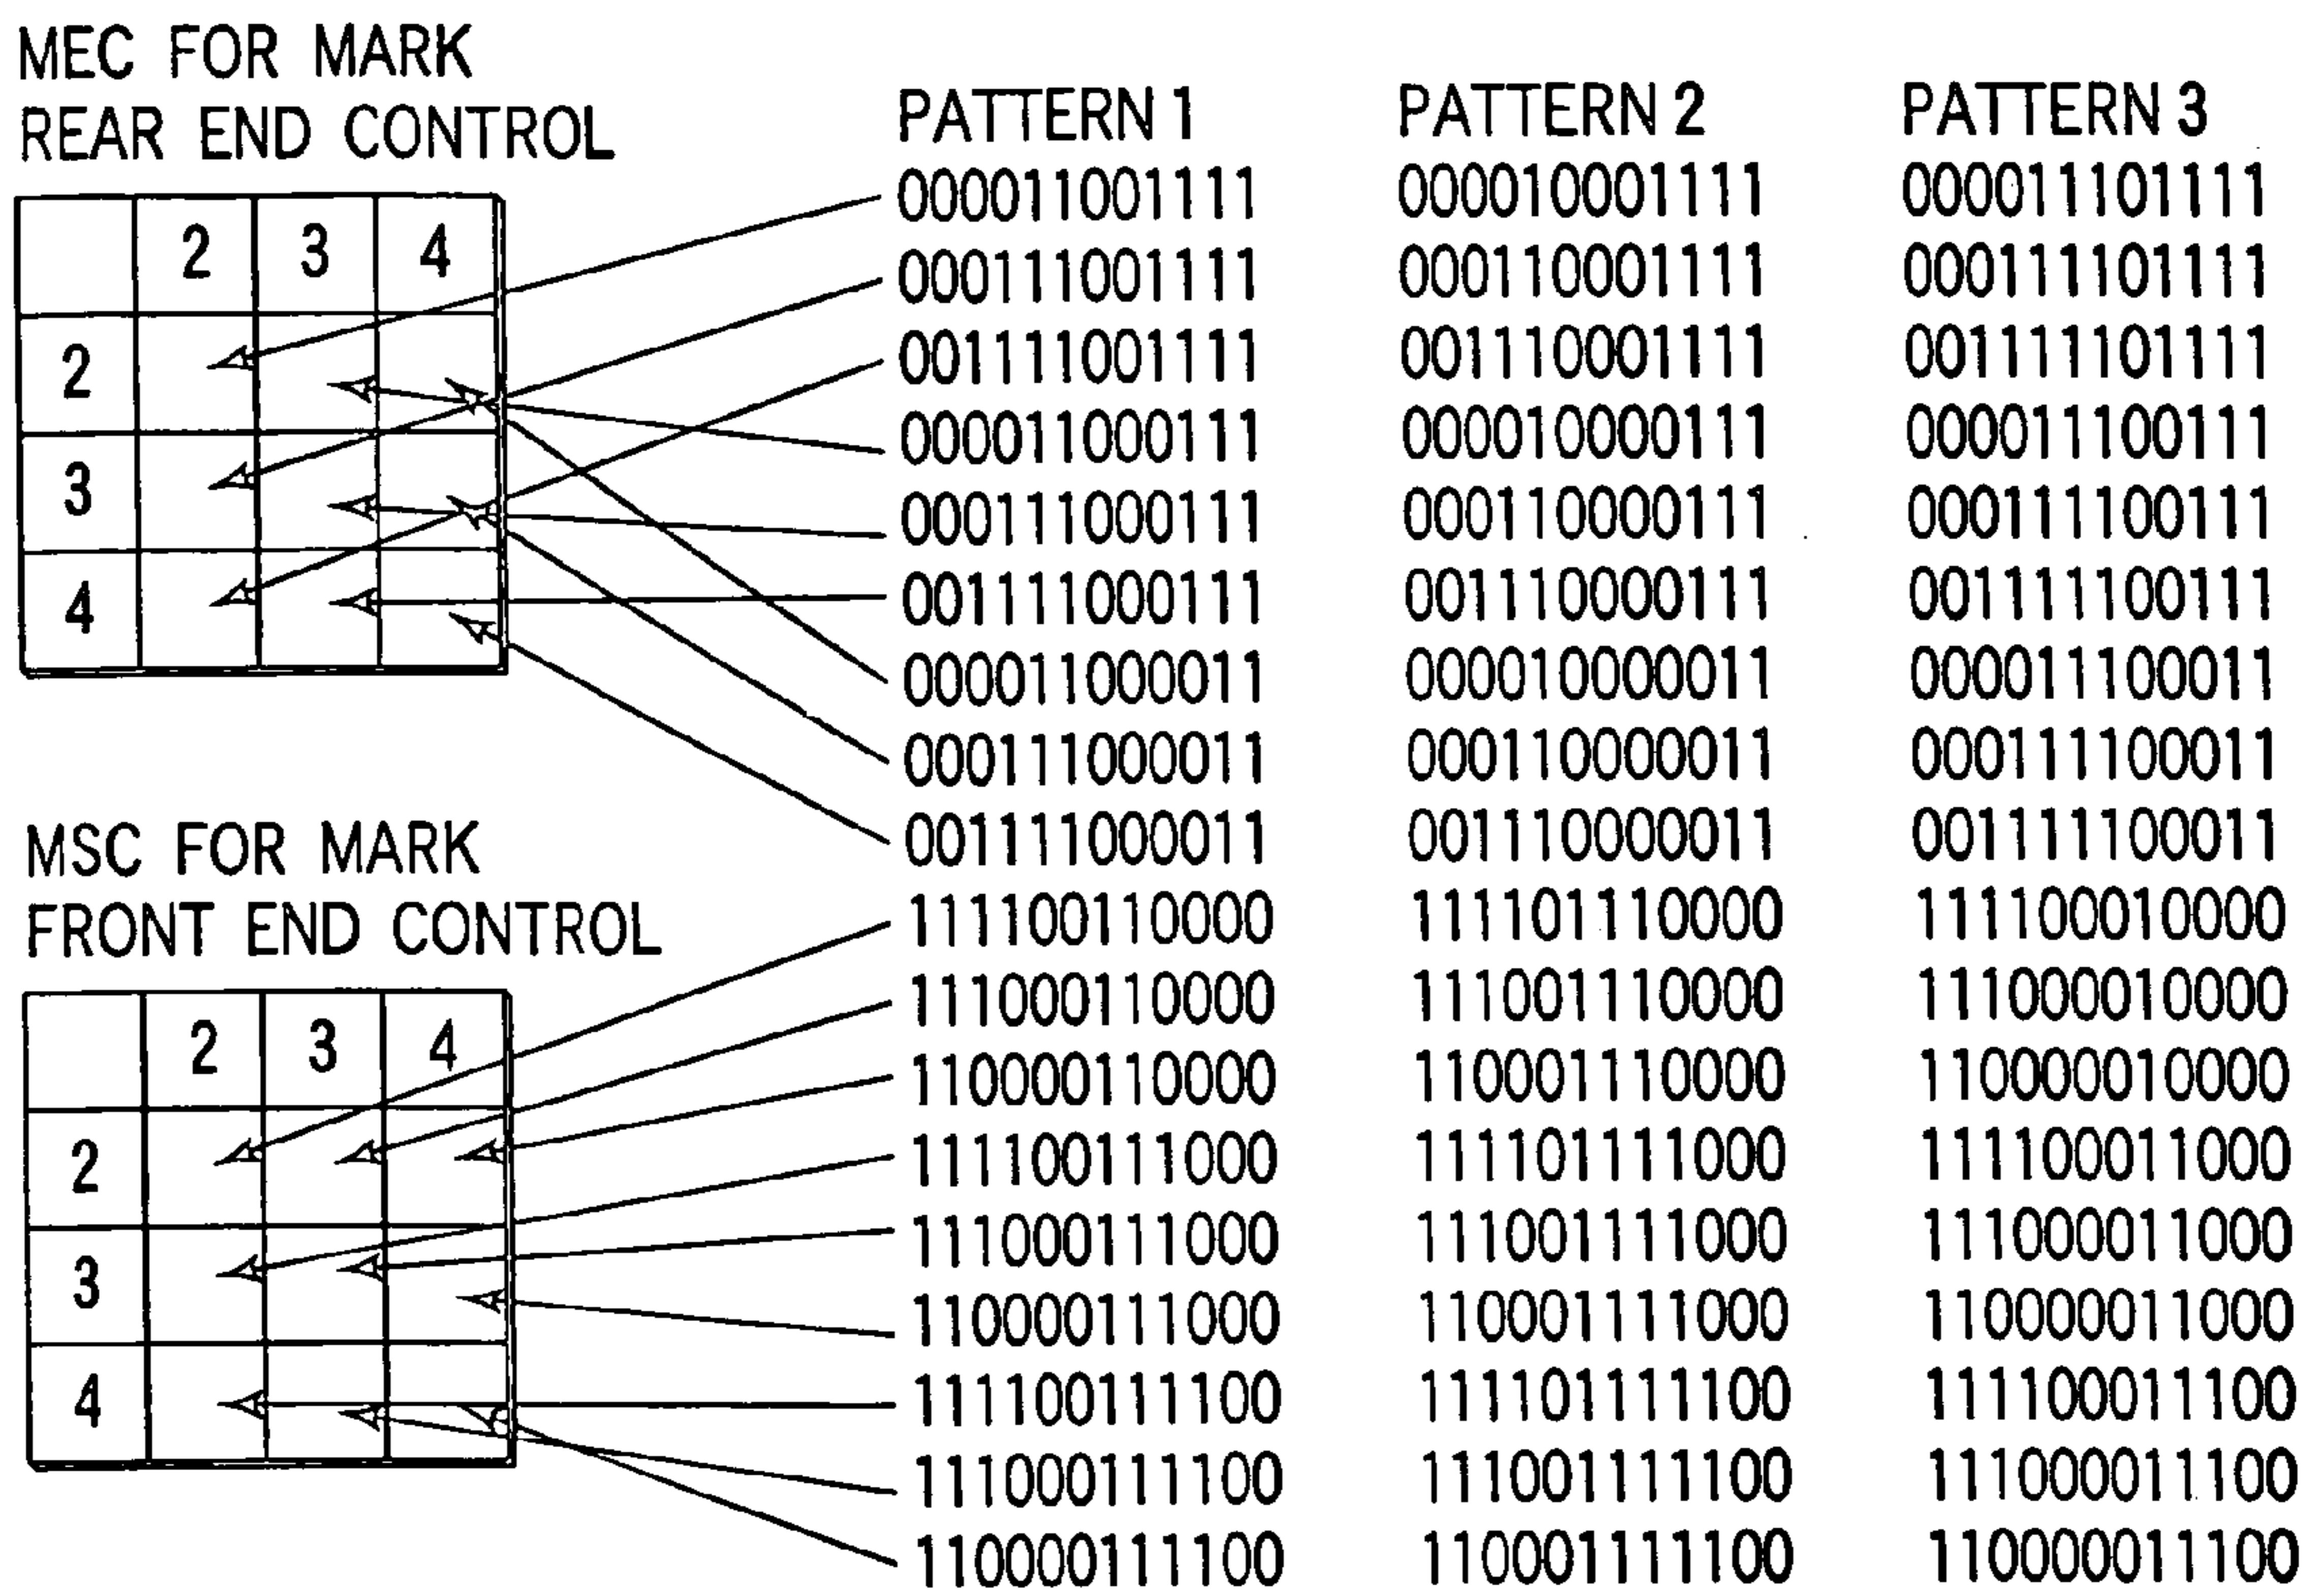 MEC FOR MARK
REAR END CONTROL
2 3 4
2
3
4
MSC FOR MARK
FRONT END CONTROL
2 3 4
2
3
4
PATTERN 1 PATTERN 2 PATTERN 3
000011001111 000010001111 000011101111
000111001111 000110001111 000111101111
001111001111 001110001111 001111101111
000011000111 000010000111 000011100111
000111000111 000110000111 000111100111
001111000111 001110000111 001111100111
000011000011 000010000011 000011100011
000111000011 000110000011 000111100011
001111000011 001110000011 001111100011
111100110000 111101110000 111100010000
111000110000 111001110000 111000010000
110000110000 110001110000 110000010000
111100111000 111101111000 111100011000
111000111000 111001111000 111000011000
110000111000 110001111000 110000011000
111100111100 111101111100 111100011100
111000111100 111001111100 111000011100
110000111100 110001111100 110000011100